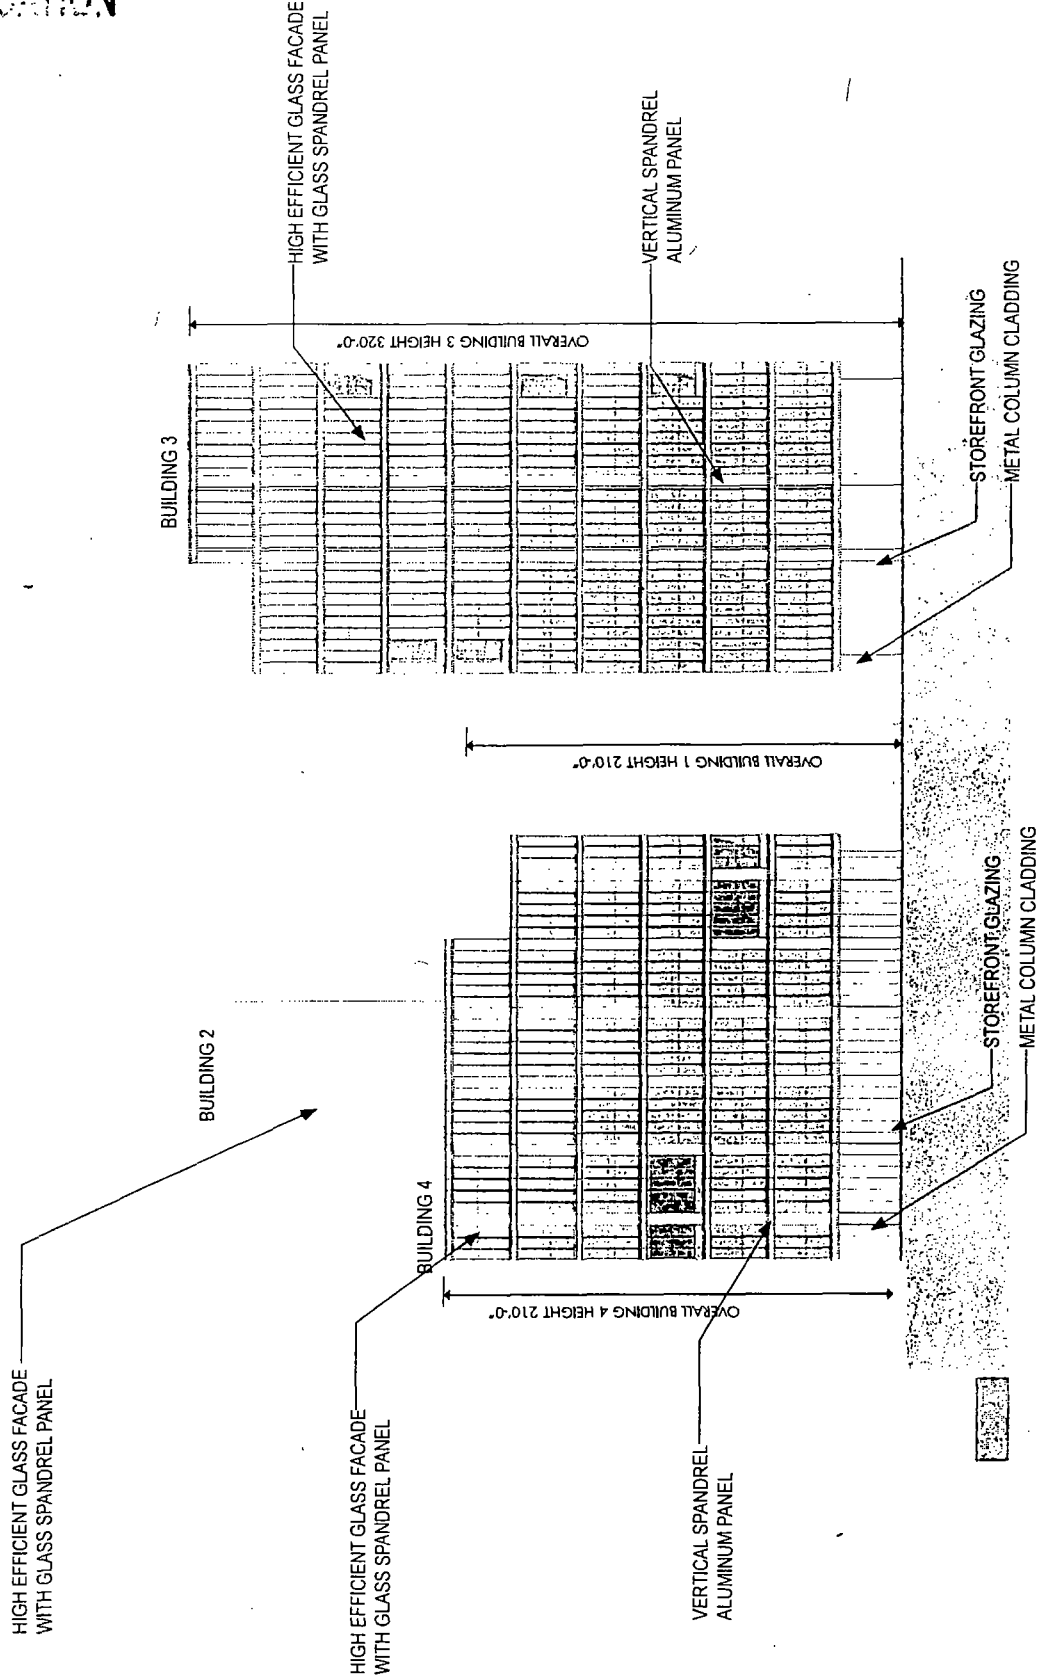 HIGH EFFICIENT GLASS FACADE
WITH GLASS SPANDREL PANEL
BUILDING 2
HIGH EFFICIENT GLASS FACADE
WITH GLASS SPANDREL PANEL
BUILDING 4
OVERALL BUILDING 4 HEIGHT 210'-0"
VERTICAL SPANDREL
ALUMINUM PANEL
STOREFRONT GLAZING
METAL COLUMN CLADDING
OVERALL BUILDING 1 HEIGHT 210'-0"
BUILDING 3
OVERALL BUILDING 3 HEIGHT 320'-0"
HIGH EFFICIENT GLASS FACADE
WITH GLASS SPANDREL PANEL
VERTICAL SPANDREL
ALUMINUM PANEL
STOREFRONT GLAZING
METAL COLUMN CLADDING